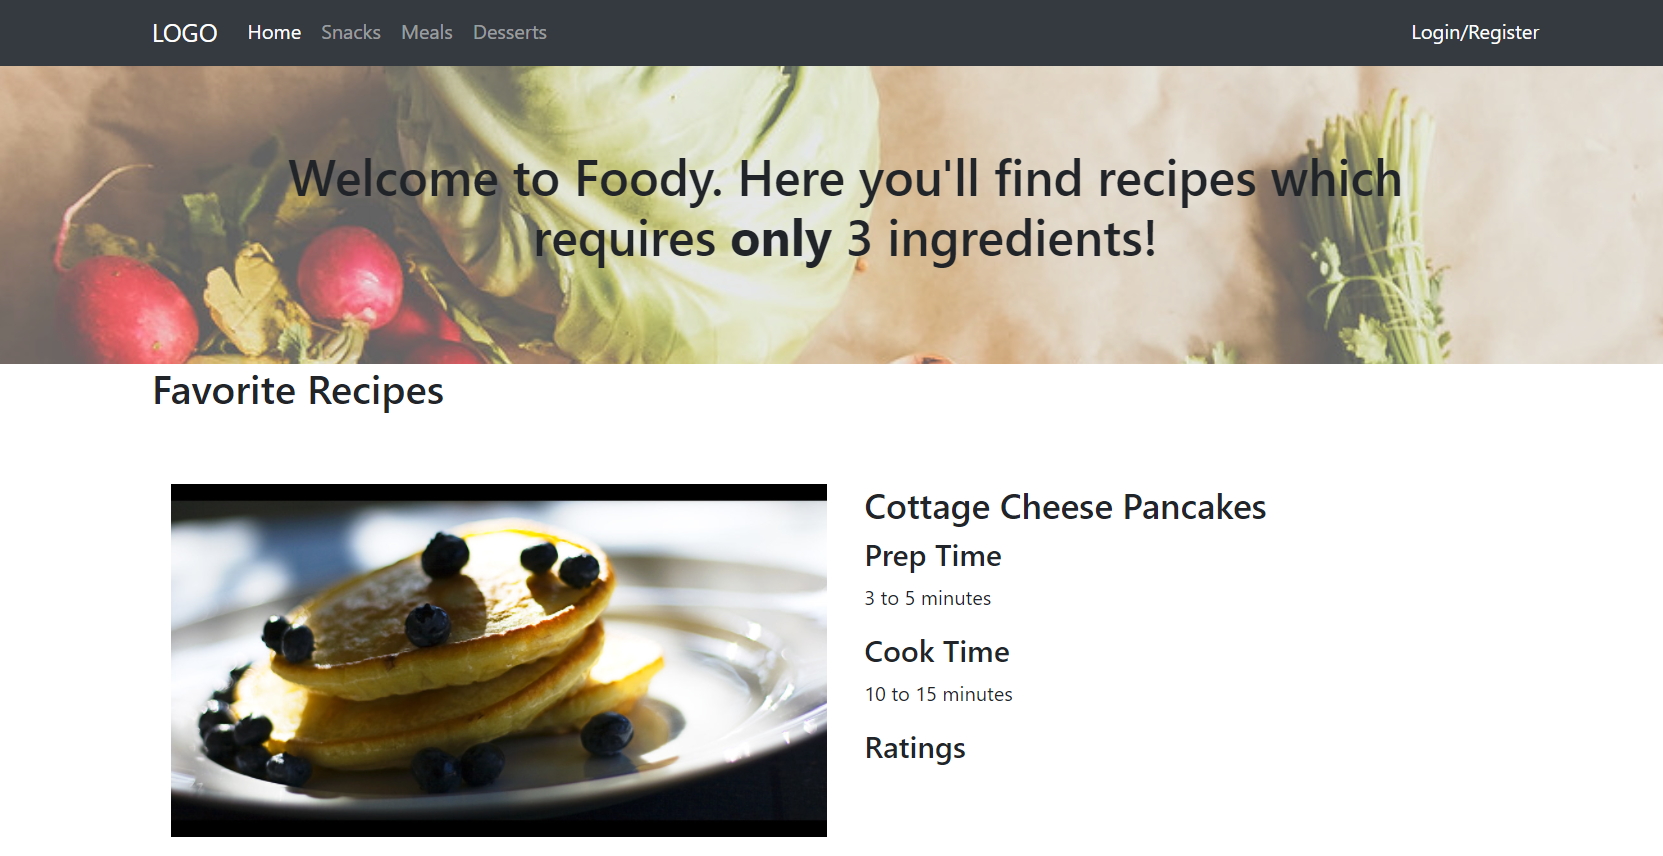 LOGO Home Snacks Meals Desserts Login/Register
Welcome to Foody. Here you'll find recipes which
requires only 3 ingredients!
Favorite Recipes
Cottage Cheese Pancakes
Prep Time
3 to 5 minutes
Cook Time
10 to 15 minutes
Ratings